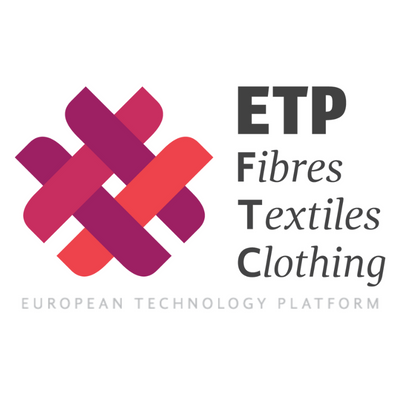 ETP
Fibres
Textiles
Clothing
EUROPEAN TECHNOLOGY PLATFORM